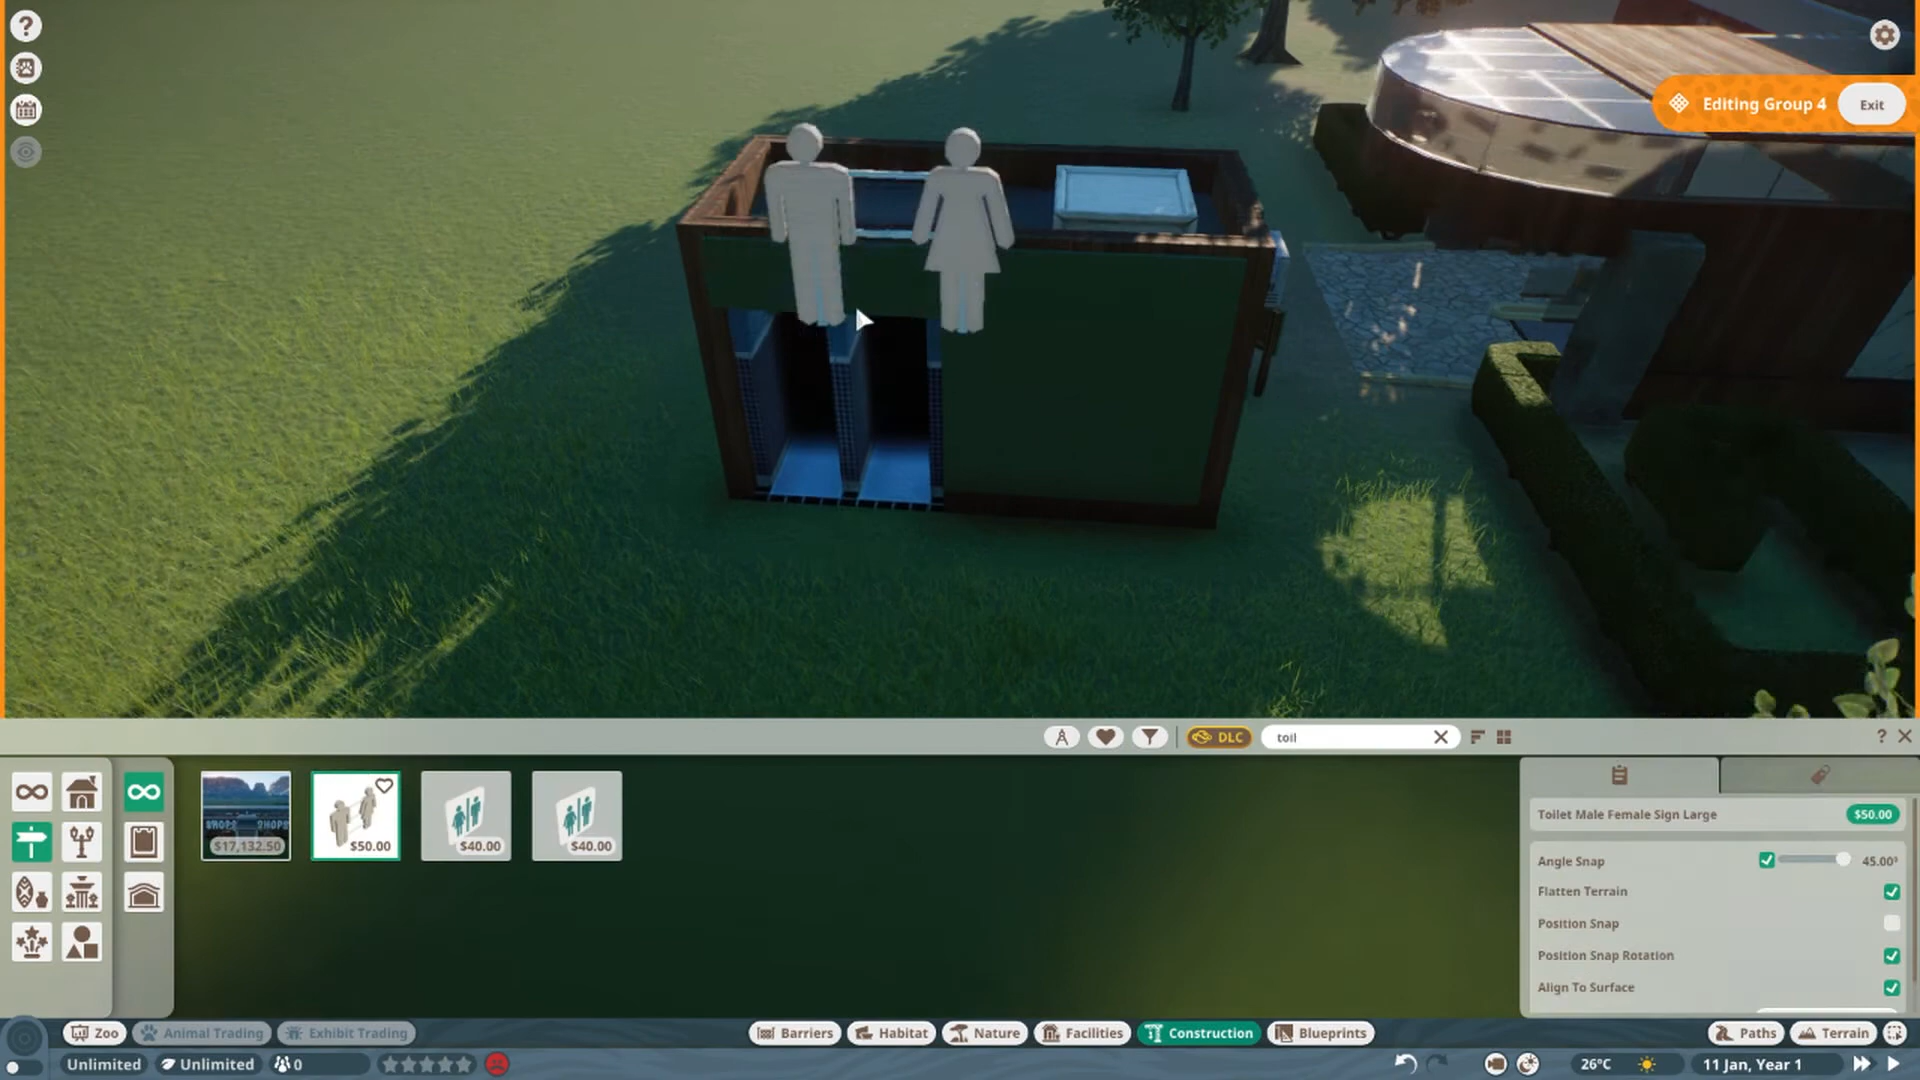 ?
Editing Group 4 Exit
DLC toil ?
SHOPS SHOPS
$17,132.50 $50.00 $40.00 $40.00
Toilet Male Female Sign Large $50.00
Angle Snap 45.00°
Flatten Terrain
Position Snap
Position Snap Rotation
Align To Surface
Zoo Animal Trading Exhibit Trading Barriers Habitat Nature Facilities Construction Blueprints Paths Terrain
Unlimited Unlimited 0 26°C 11 Jan, Year 1